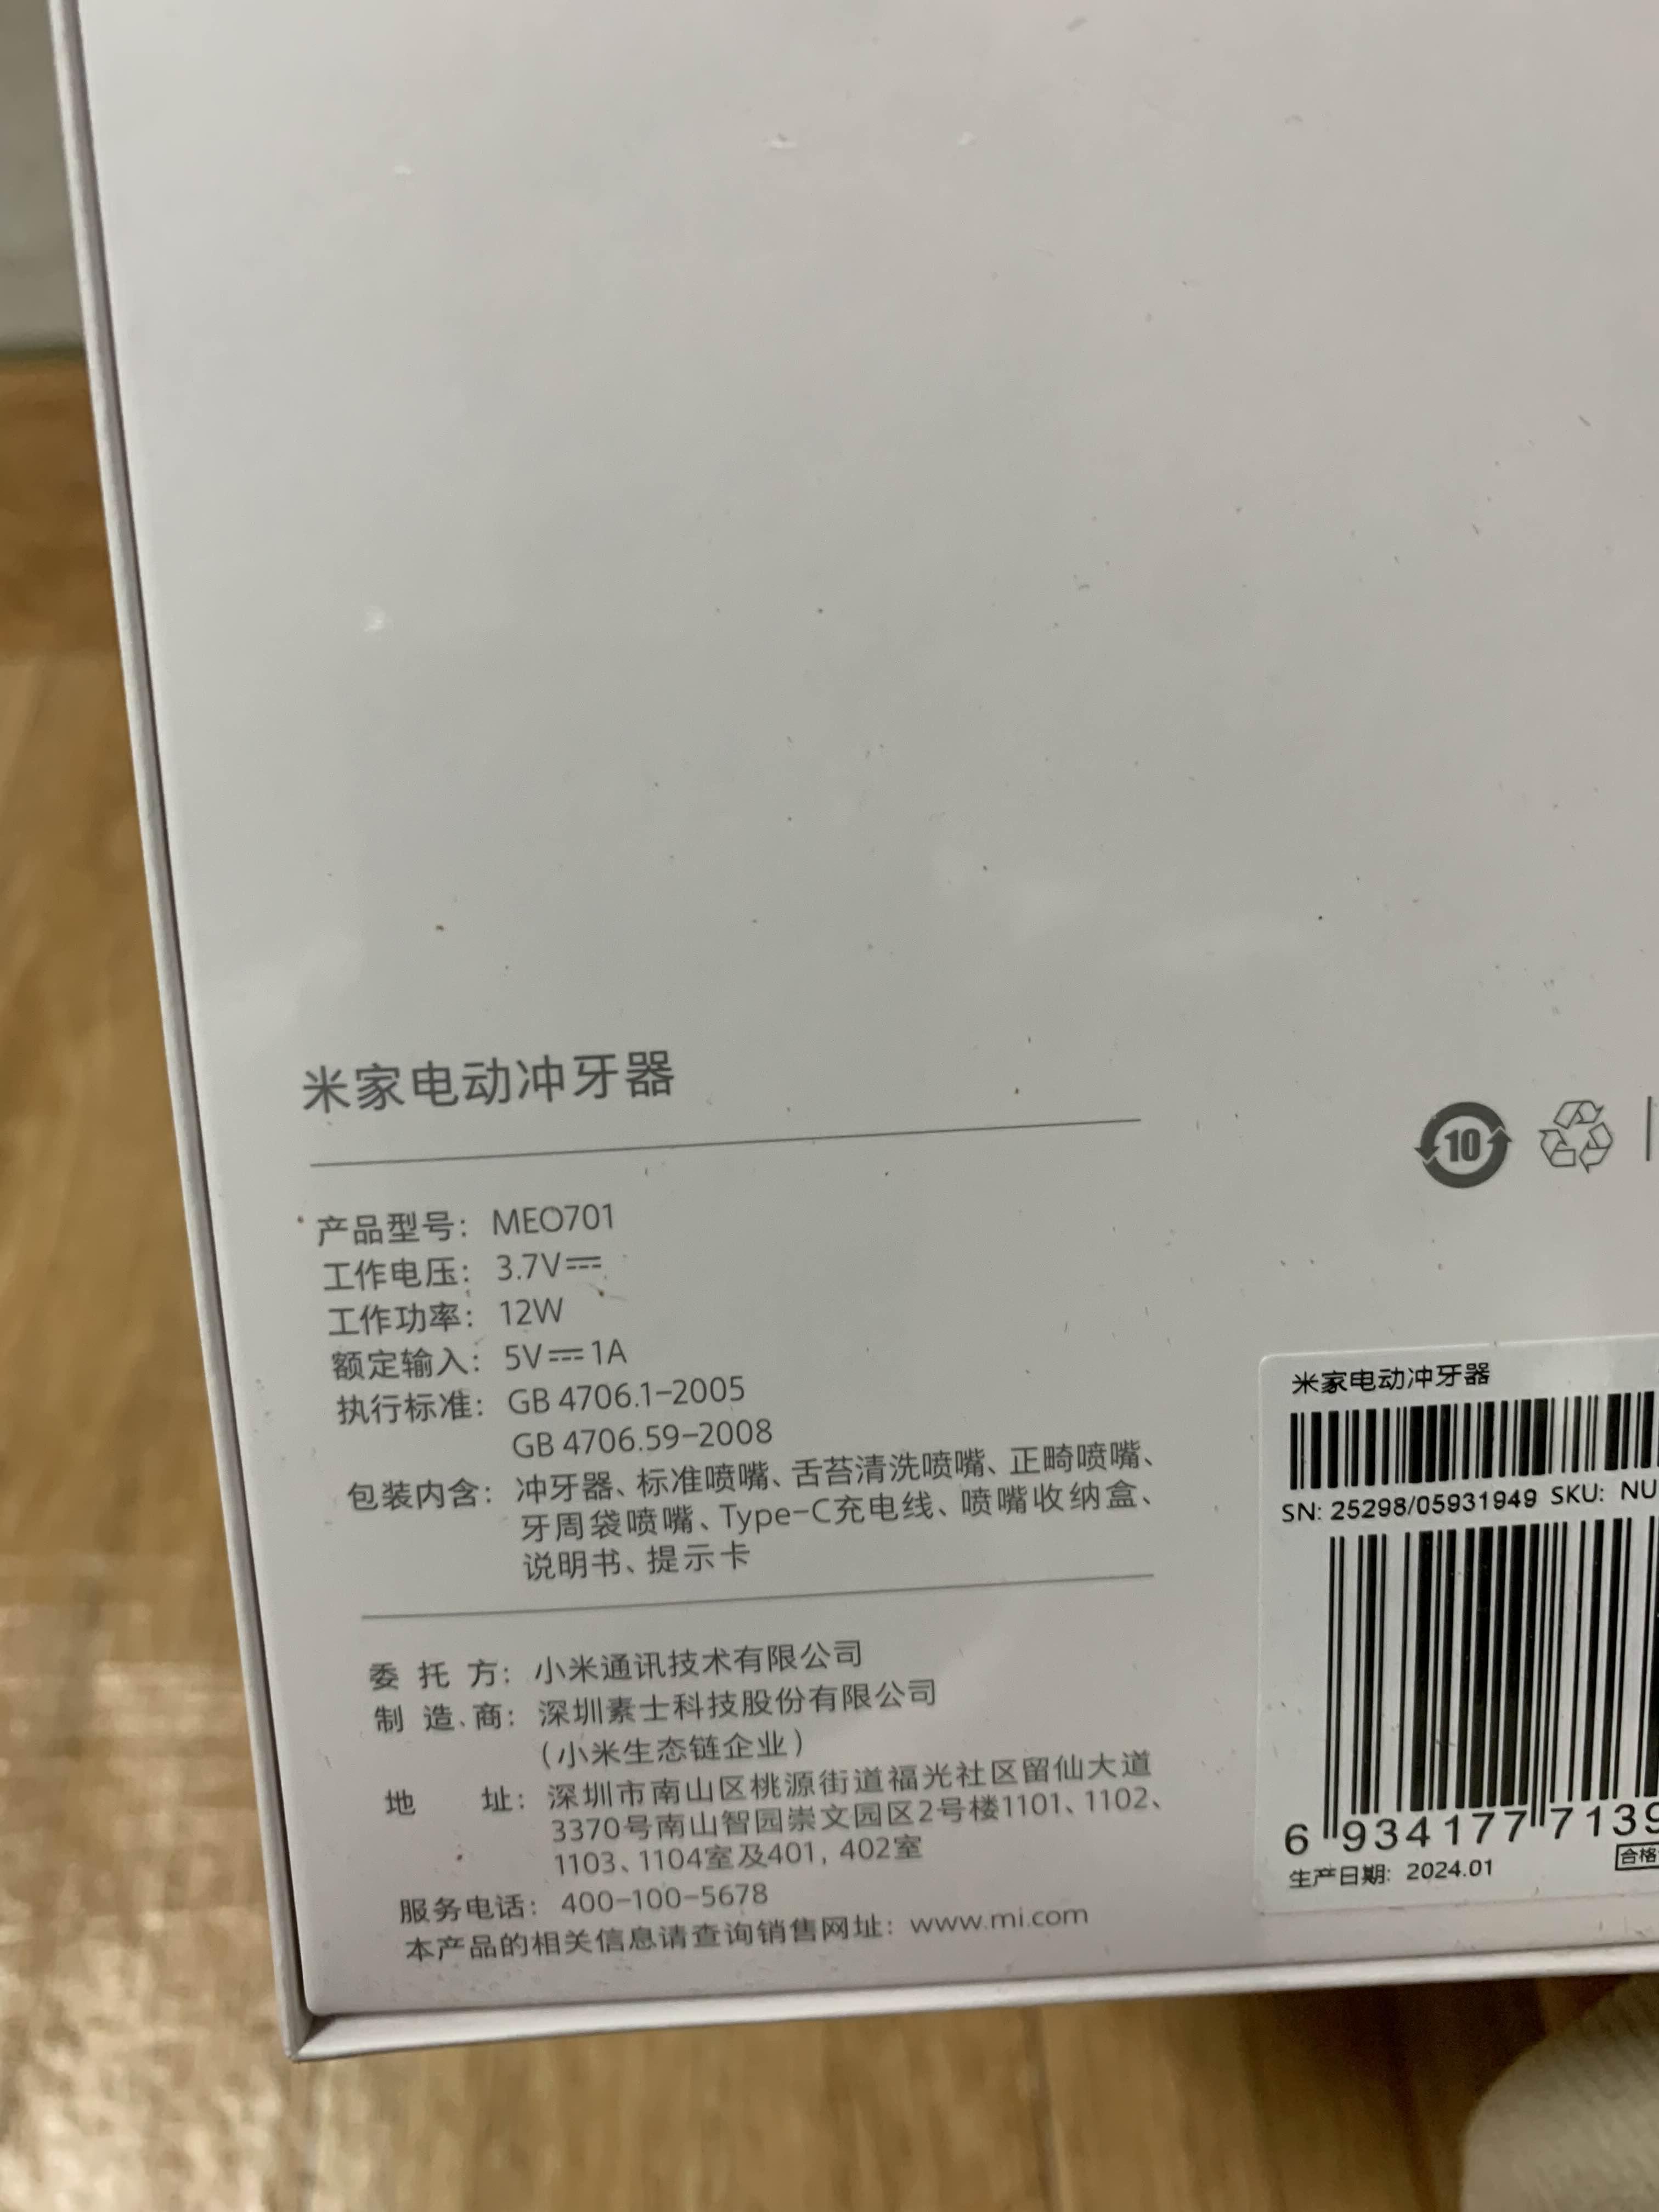 米家电动冲牙器
产品型号: MEO701
工作电压: 3.7V⎓
工作功率: 12W
额定输入: 5V⎓1A
执行标准: GB 4706.1-2005
GB 4706.59-2008
包装内含: 冲牙器、标准喷嘴、舌苔清洗喷嘴、正畸喷嘴、
牙周袋喷嘴、Type-C充电线、喷嘴收纳盒、
说明书、提示卡
委托方: 小米通讯技术有限公司
制造商: 深圳素士科技股份有限公司
(小米生态链企业)
地址: 深圳市南山区桃源街道福光社区留仙大道
3370号南山智园崇文园区2号楼1101、1102、
1103、1104室及401, 402室
服务电话: 400-100-5678
本产品的相关信息请查询销售网址: www.mi.com
10
米家电动冲牙器
SN: 25298/05931949 SKU: NU
6 934177 7139
生产日期: 2024.01
合格